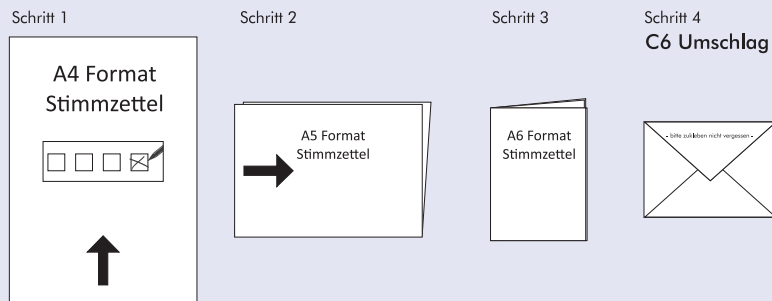 Schritt 1
A4 Format
Stimmzettel
Schritt 2
A5 Format
Stimmzettel
Schritt 3
A6 Format
Stimmzettel
Schritt 4
C6 Umschlag
- bitte zukleben nicht vergessen -